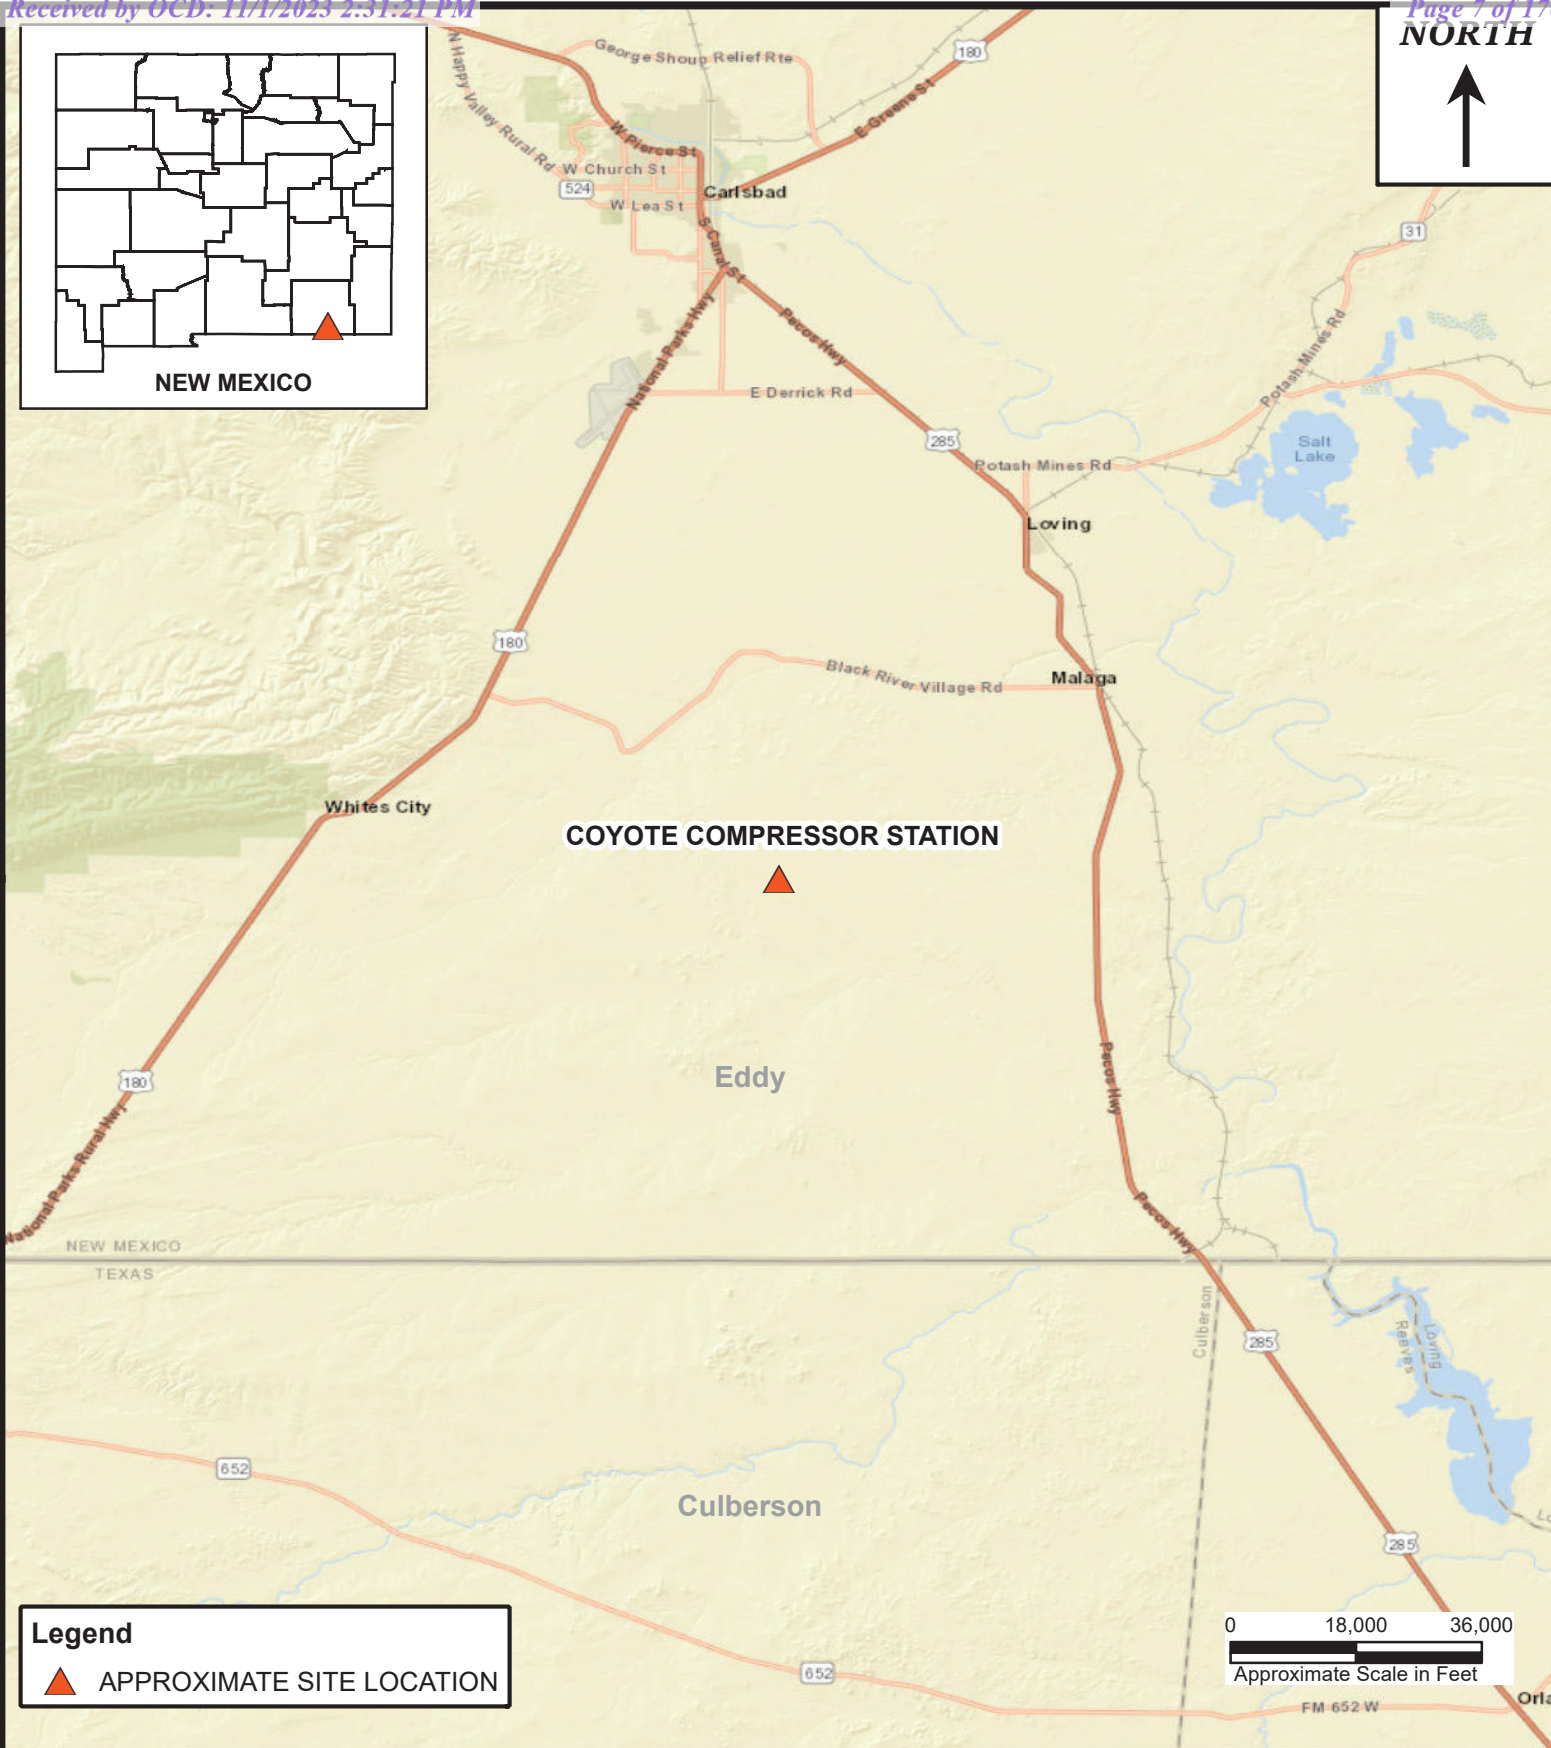 Received by OCD: 11/1/2023 2:31:21 PM
Page 7 of 17
NORTH
NEW MEXICO
N Happy Valley Rural Rd
George Shoup Relief Rte
180
E Greene St
W Pierce St
W Church St
524
W Lea St
Carlsbad
S Canal St
31
National Parks Hwy
Pecos Hwy
Potash Mines Rd
E Derrick Rd
285
Potash Mines Rd
Salt
Lake
Loving
180
Black River Village Rd
Malaga
Whites City
COYOTE COMPRESSOR STATION
Eddy
Pecos Hwy
180
National Parks Rural Hwy
Pecos Hwy
NEW MEXICO
TEXAS
Culberson
285
Reeves
Loving
652
Culberson
285
Legend
APPROXIMATE SITE LOCATION
652
0 18,000 36,000
Approximate Scale in Feet
FM 652 W